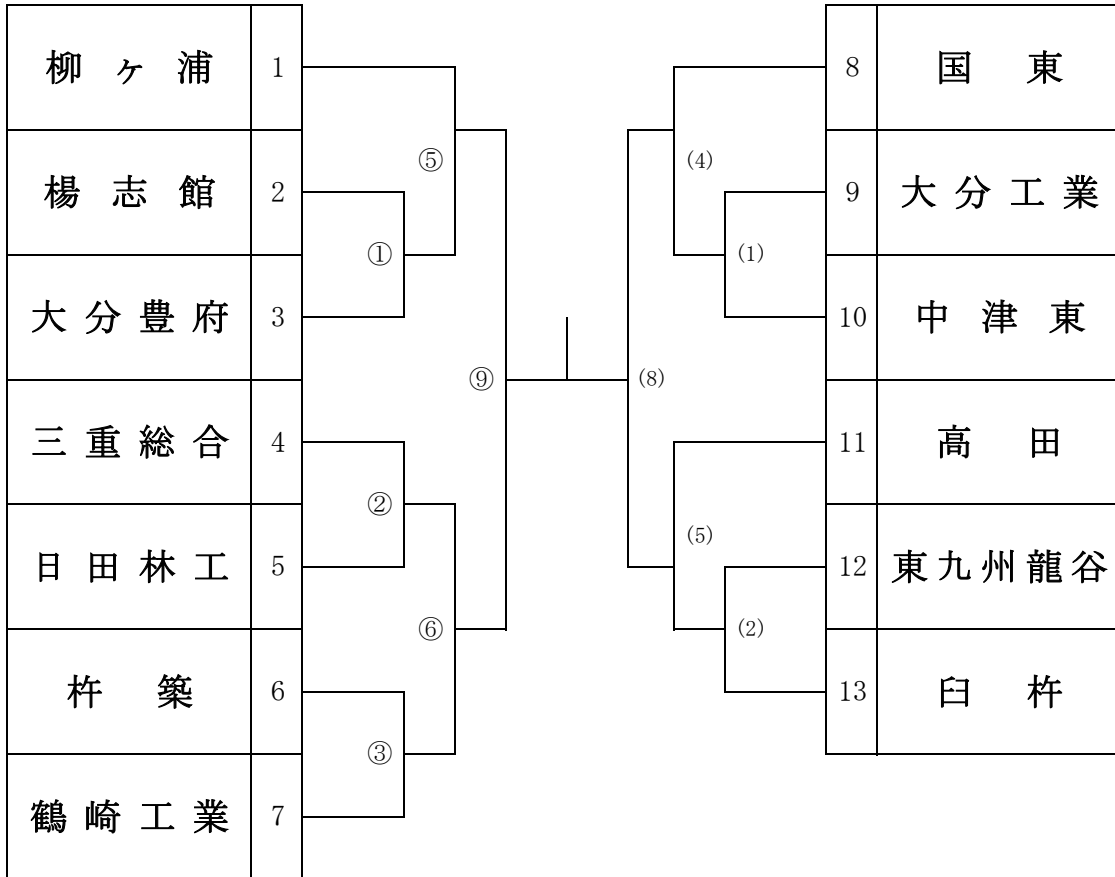 柳ヶ浦 1
⑤
楊志館 2
①
大分豊府 3
⑨
三重総合 4
②
日田林工 5
⑥
杵築 6
③
鶴崎工業 7
8 国東
(4)
9 大分工業
(1)
10 中津東
(8)
11 高田
(5)
12 東九州龍谷
(2)
13 臼杵